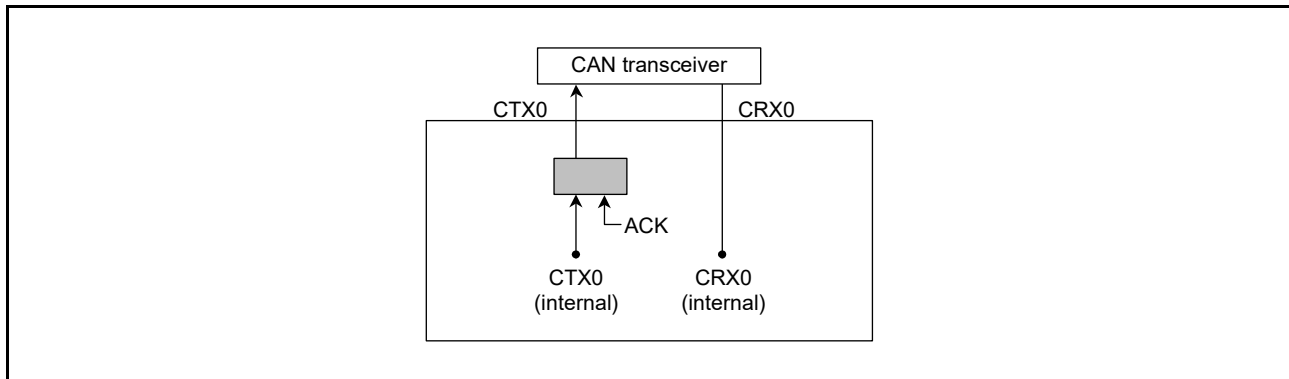 CAN transceiver
CTX0
CRX0
ACK
CTX0
(internal)
CRX0
(internal)